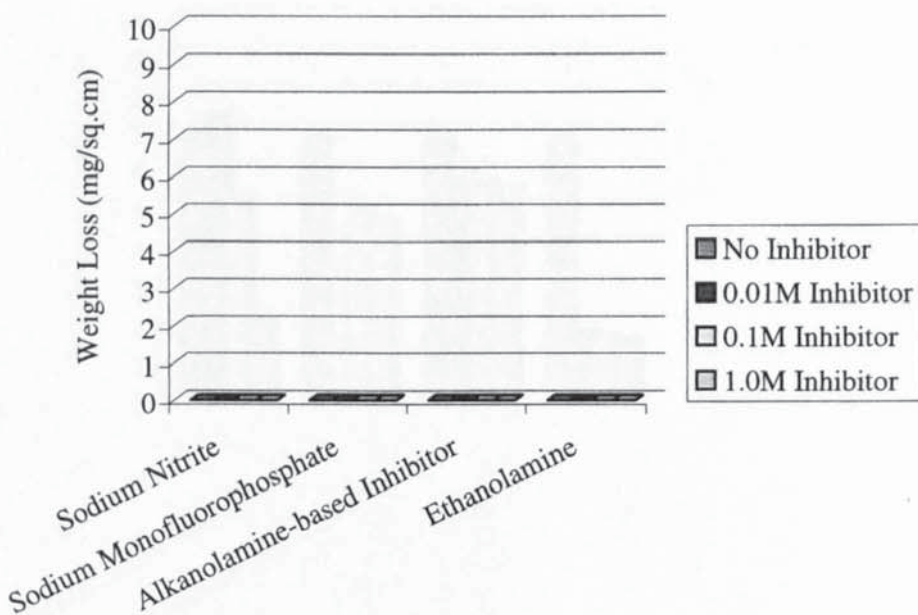 Weight Loss (mg/sq.cm)
10
9
8
7
6
5
4
3
2
1
0
Sodium Nitrite
Sodium Monofluorophosphate
Alkanolamine-based Inhibitor
Ethanolamine
No Inhibitor
0.01M Inhibitor
0.1M Inhibitor
1.0M Inhibitor